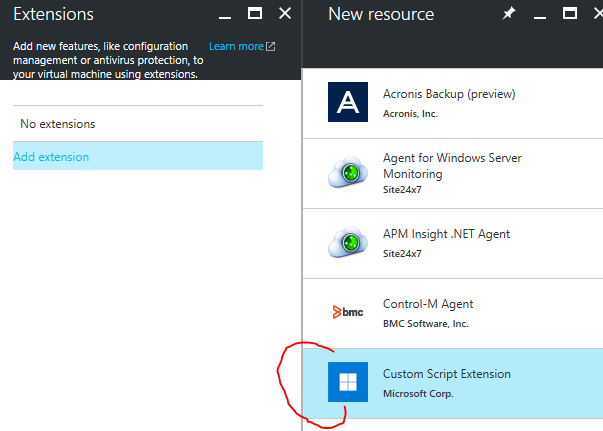 Extensions
Add new features, like configuration
management or antivirus protection, to
your virtual machine using extensions.
Learn more
No extensions
Add extension
New resource
Acronis Backup (preview)
Acronis, Inc.
Agent for Windows Server
Monitoring
Site24x7
APM Insight .NET Agent
Site24x7
bmc
Control-M Agent
BMC Software, Inc.
Custom Script Extension
Microsoft Corp.